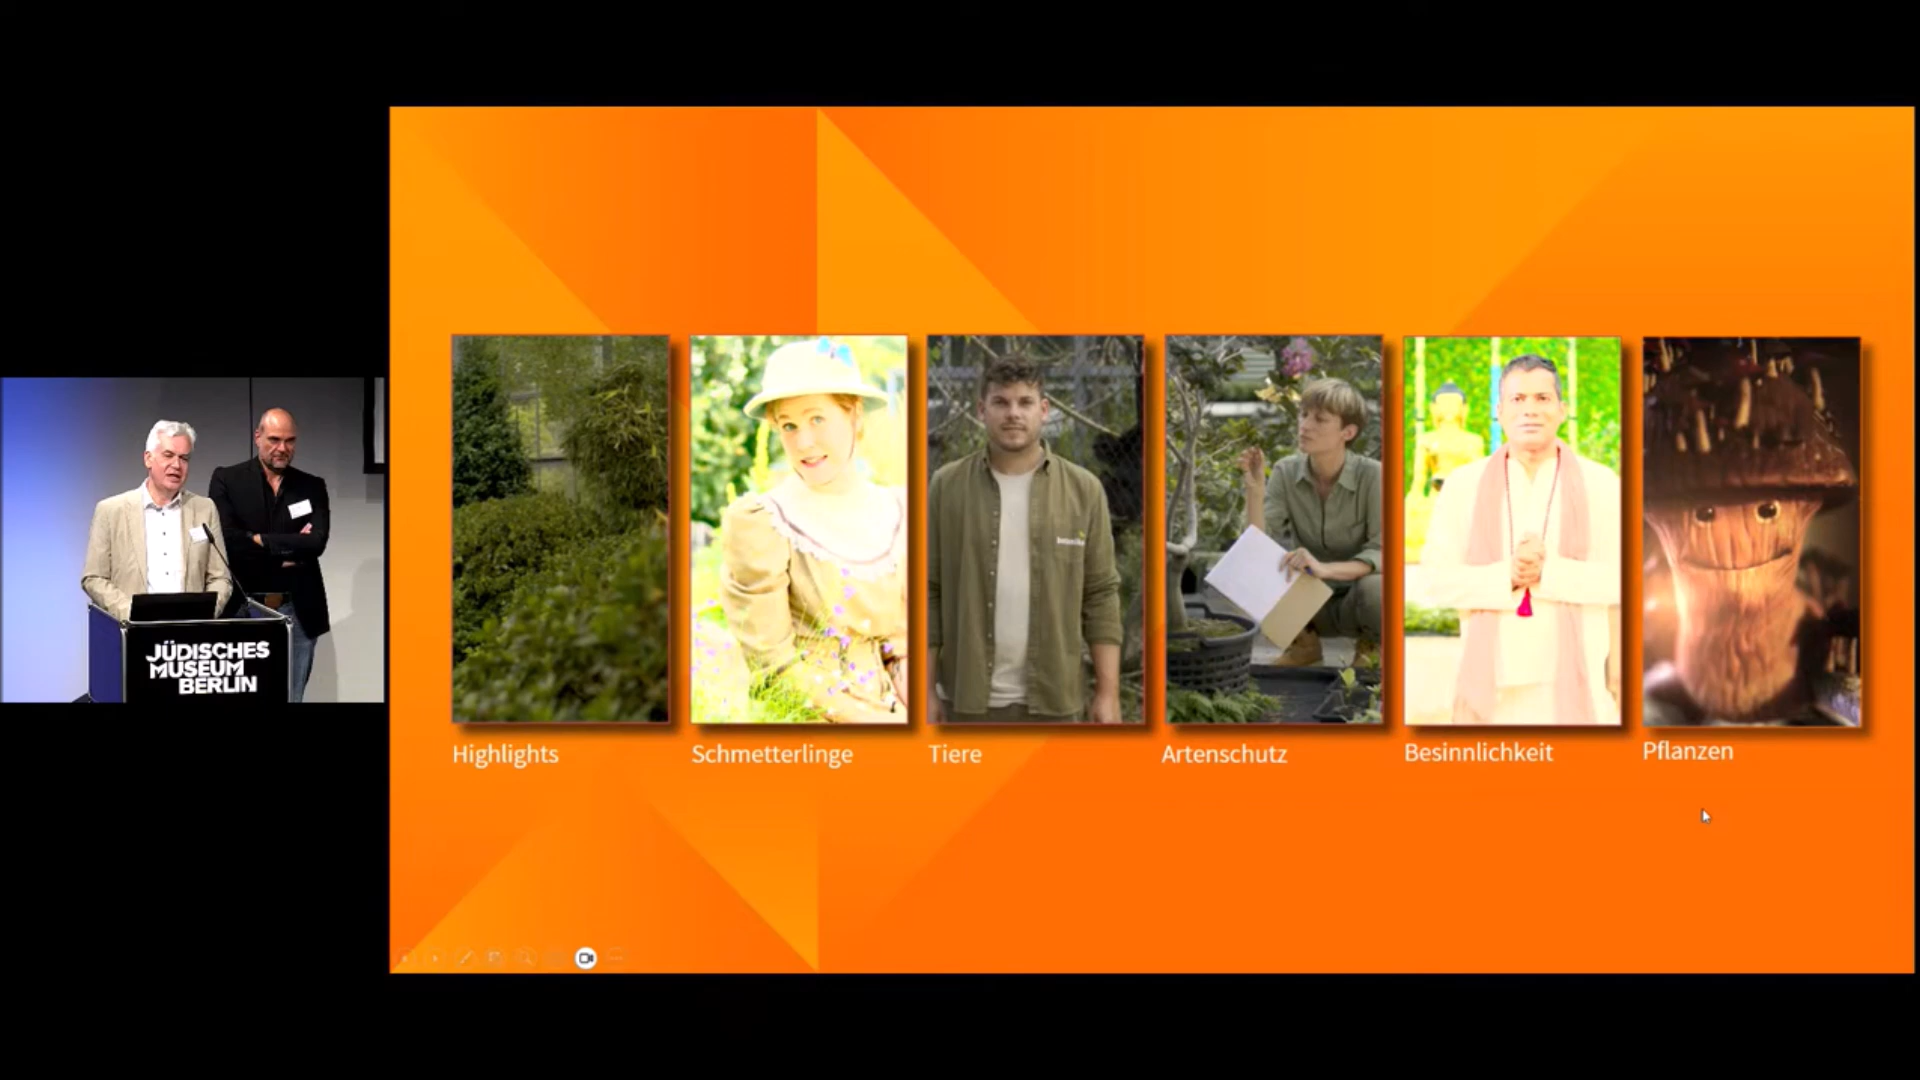 JÜDISCHES
MUSEUM
BERLIN
Highlights
Schmetterlinge
Tiere
Artenschutz
Besinnlichkeit
Pflanzen